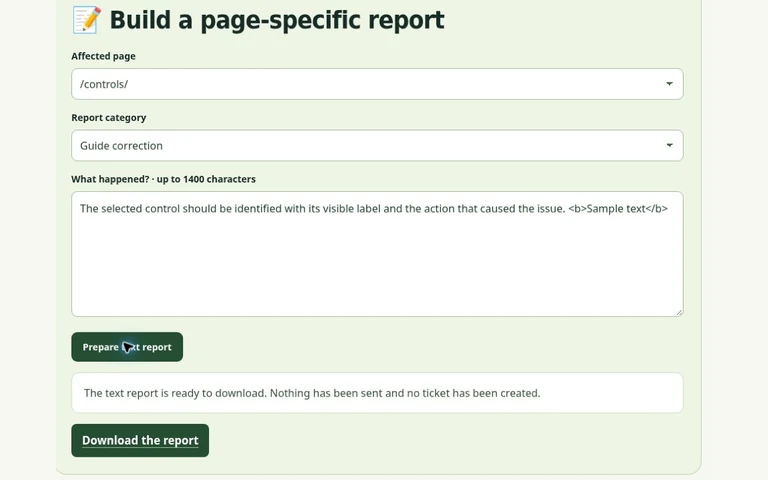 📝 Build a page-specific report
Affected page
/controls/
Report category
Guide correction
What happened? · up to 1400 characters
The selected control should be identified with its visible label and the action that caused the issue. <b>Sample text</b>
Prepare text report
The text report is ready to download. Nothing has been sent and no ticket has been created.
Download the report